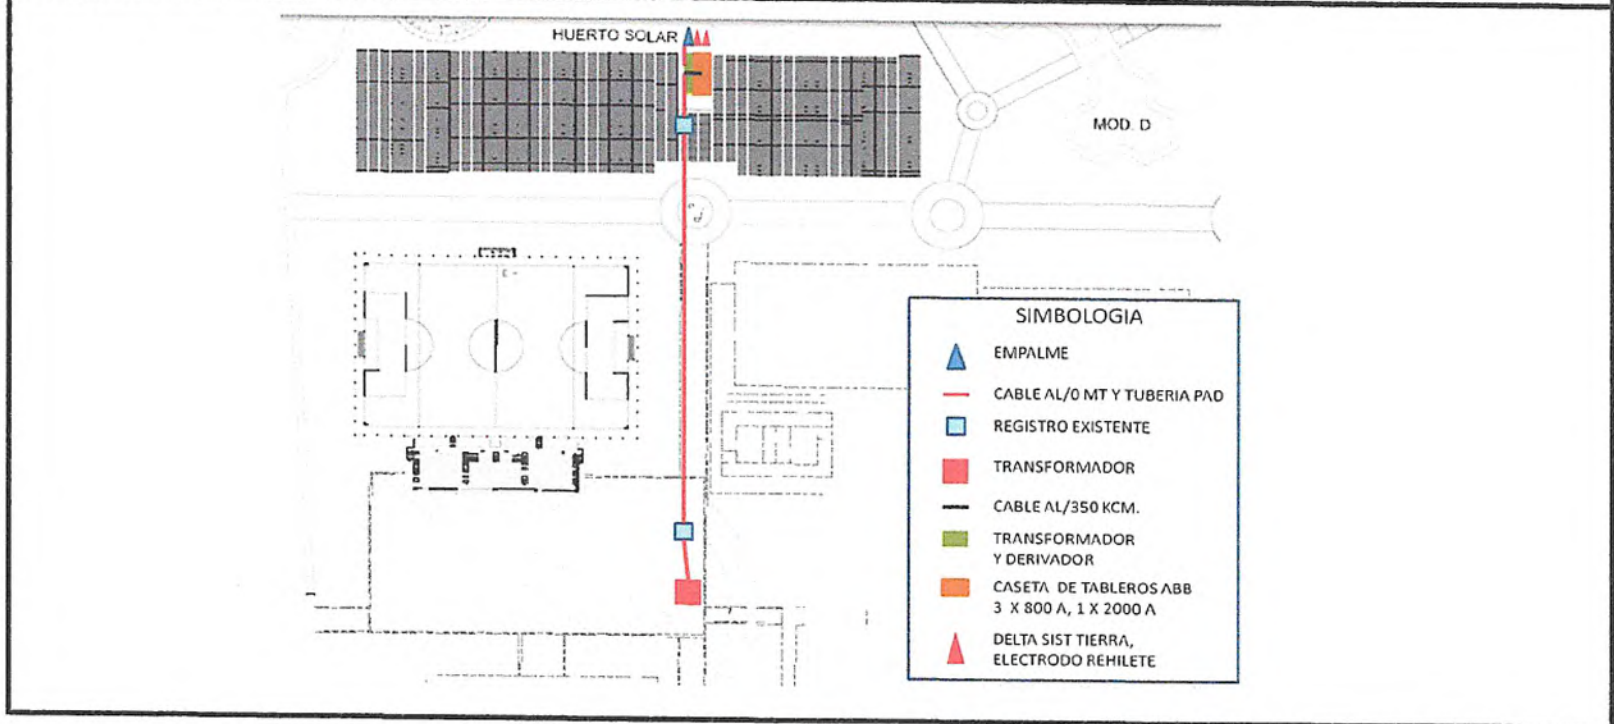 HUERTO SOLAR
MOD. D
SIMBOLOGIA
EMPALME
CABLE AL/0 MT Y TUBERIA PAD
REGISTRO EXISTENTE
TRANSFORMADOR
CABLE AL/350 KCM.
TRANSFORMADOR
Y DERIVADOR
CASETA DE TABLEROS ABB
3 X 800 A, 1 X 2000 A
DELTA SIST TIERRA,
ELECTRODO REHILETE